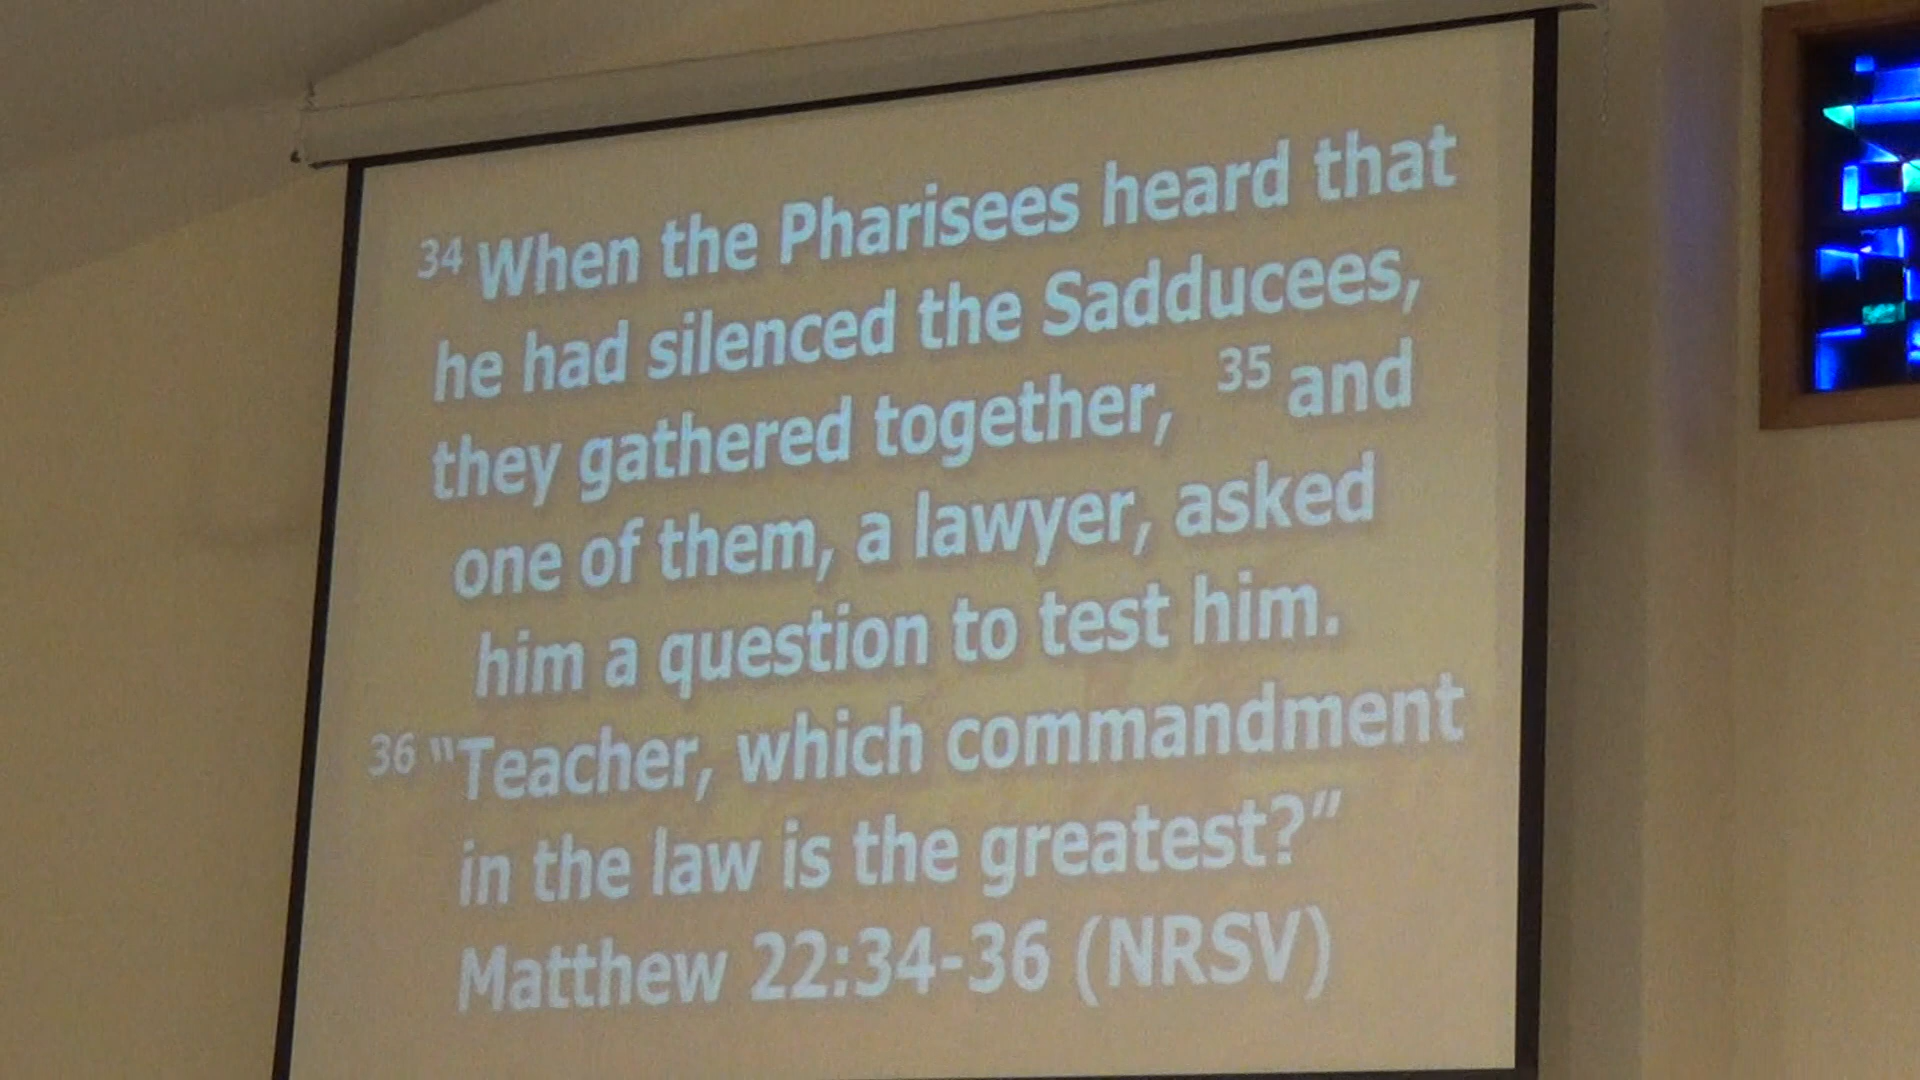 34 When the Pharisees heard that
he had silenced the Sadducees,
they gathered together, 35 and
one of them, a lawyer, asked
him a question to test him.
36 "Teacher, which commandment
in the law is the greatest?”
Matthew 22:34-36 (NRSV)